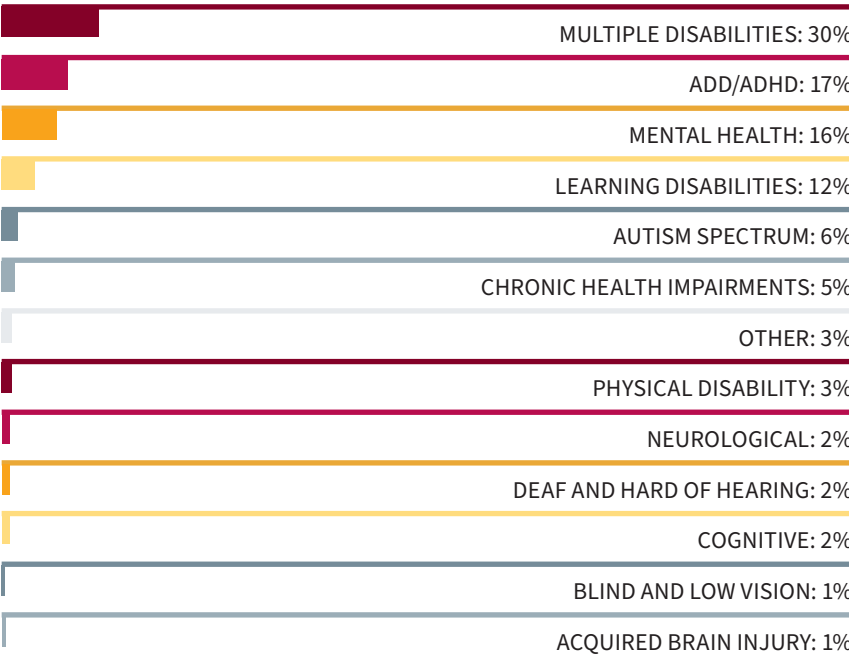 MULTIPLE DISABILITIES: 30%
ADD/ADHD: 17%
MENTAL HEALTH: 16%
LEARNING DISABILITIES: 12%
AUTISM SPECTRUM: 6%
CHRONIC HEALTH IMPAIRMENTS: 5%
OTHER: 3%
PHYSICAL DISABILITY: 3%
NEUROLOGICAL: 2%
DEAF AND HARD OF HEARING: 2%
COGNITIVE: 2%
BLIND AND LOW VISION: 1%
ACQUIRED BRAIN INJURY: 1%